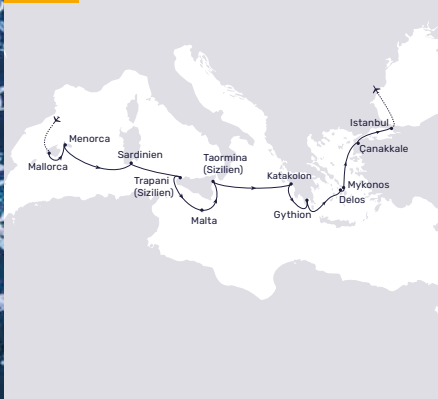 Istanbul
Çanakkale
Menorca
Mallorca
Sardinien
Taormina
(Sizilien)
Trapani
(Sizilien)
Katakolon
Mykonos
Delos
Gythion
Malta